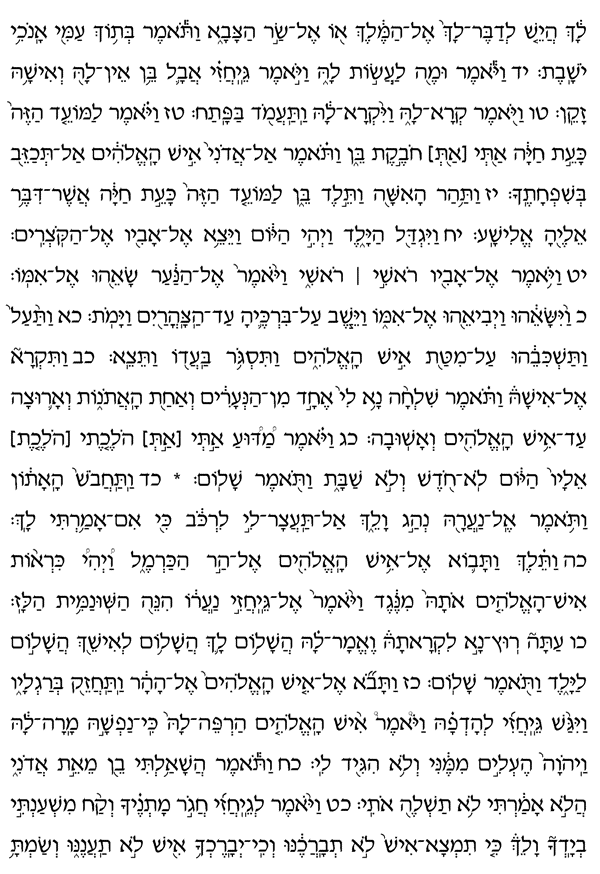 לָ֔ךְ הֲיֵ֤שׁ לְדַבֶּר־לָךְ֙ אֶל־הַמֶּ֔לֶךְ א֖וֹ אֶל־שַׂ֣ר הַצָּבָ֑א וַתֹּ֕אמֶר בְּת֥וֹךְ עַמִּ֖י אָנֹכִ֥י
יֹשָֽׁבֶת׃ יד וַיֹּ֕אמֶר וּמֶ֖ה לַעֲשׂ֣וֹת לָ֑הּ וַיֹּ֣אמֶר גֵּֽיחֲזִ֗י אֲבָ֛ל בֵּ֥ן אֵֽין־לָ֖הּ וְאִישָׁ֥הּ
זָקֵֽן׃ טו וַיֹּ֖אמֶר קְרָא־לָ֑הּ וַיִּ֨קְרָא־לָ֔הּ וַֽתַּעֲמֹ֖ד בַּפָּֽתַח׃ טז וַיֹּ֗אמֶר לַמּוֹעֵ֤ד הַזֶּה֙
כָּעֵ֣ת חַיָּ֔ה אַתְּי [אַ֖תְּ] חֹבֶ֣קֶת בֵּ֑ן וַתֹּ֗אמֶר אַל־אֲדֹנִי֙ אִ֣ישׁ הָאֱלֹהִ֔ים אַל־תְּכַזֵּ֖ב
בְּשִׁפְחָתֶֽךָ׃ יז וַתַּ֥הַר הָאִשָּׁ֖ה וַתֵּ֣לֶד בֵּ֑ן לַמּוֹעֵ֤ד הַזֶּה֙ כָּעֵ֣ת חַיָּ֔ה אֲשֶׁר־דִּבֶּ֥ר
אֵלֶ֖יהָ אֱלִישָֽׁע׃ יח וַיִּגְדַּ֖ל הַיָּ֑לֶד וַיְהִ֣י הַיּ֔וֹם וַיֵּצֵ֥א אֶל־אָבִ֖יו אֶל־הַקֹּצְרִֽים׃
יט וַיֹּ֥אמֶר אֶל־אָבִ֖יו רֹאשִׁ֣י | רֹאשִׁ֑י וַיֹּ֙אמֶר֙ אֶל־הַנַּ֔עַר שָׂאֵ֖הוּ אֶל־אִמּֽוֹ׃
כ וַיִּ֨שָּׂאֵ֔הוּ וַיְבִיאֵ֖הוּ אֶל־אִמּ֑וֹ וַיֵּ֧שֶׁב עַל־בִּרְכֶּ֛יהָ עַד־הַֽצָּהֳרַ֖יִם וַיָּמֹֽת׃ כא וַתַּ֙עַל֙
וַתַּשְׁכִּבֵ֔הוּ עַל־מִטַּ֖ת אִ֣ישׁ הָאֱלֹהִ֑ים וַתִּסְגֹּ֥ר בַּעֲד֖וֹ וַתֵּצֵֽא׃ כב וַתִּקְרָא֮
אֶל־אִישָׁהּ֒ וַתֹּ֗אמֶר שִׁלְחָ֨ה נָ֥א לִי֙ אֶחָ֣ד מִן־הַנְּעָרִ֔ים וְאַחַ֖ת הָאֲתֹנ֑וֹת וְאָר֛וּצָה
עַד־אִ֥ישׁ הָאֱלֹהִ֖ים וְאָשֽׁוּבָה׃ כג וַיֹּ֗אמֶר מַ֠דּ֠וּעַ אַתְּי [אַ֣תְּ] הֹלַכְתְּי [הֹלֶ֤כֶת]
אֵלָיו֙ הַיּ֔וֹם לֹֽא־חֹ֖דֶשׁ וְלֹ֣א שַׁבָּ֑ת וַתֹּ֖אמֶר שָׁלֽוֹם׃ * כד וַֽתַּחֲבֹשׁ֙ הָֽאָת֔וֹן
וַתֹּ֥אמֶר אֶֽל־נַעֲרָ֖הּ נְהַ֣ג וָלֵ֑ךְ אַל־תַּעֲצָר־לִ֣י לִרְכֹּ֔ב כִּ֖י אִם־אָמַ֥רְתִּי לָֽךְ׃
כה וַתֵּ֗לֶךְ וַתָּב֛וֹא אֶל־אִ֥ישׁ הָאֱלֹהִ֖ים אֶל־הַ֣ר הַכַּרְמֶ֑ל וַ֠יְהִ֠י כִּרְא֨וֹת
אִישׁ־הָאֱלֹהִ֤ים אֹתָהּ֙ מִנֶּ֔גֶד וַיֹּ֙אמֶר֙ אֶל־גֵּיחֲזִ֣י נַעֲר֔וֹ הִנֵּ֖ה הַשּׁוּנַמִּ֥ית הַלָּֽז׃
כו עַתָּה֮ רֽוּץ־נָ֣א לִקְרָאתָהּ֒ וֶאֱמָר־לָ֗הּ הֲשָׁל֥וֹם לָ֛ךְ הֲשָׁל֥וֹם לְאִישֵׁ֖ךְ הֲשָׁל֣וֹם
לַיָּ֑לֶד וַתֹּ֖אמֶר שָׁלֽוֹם׃ כז וַתָּבֹ֞א אֶל־אִ֤ישׁ הָֽאֱלֹהִים֙ אֶל־הָהָ֔ר וַֽתַּחֲזֵ֖ק בְּרַגְלָ֑יו
וַיִּגַּ֨שׁ גֵּֽיחֲזִ֜י לְהָדְפָ֗הּ וַיֹּ֩אמֶר֩ אִ֨ישׁ הָאֱלֹהִ֤ים הַרְפֵּֽה־לָהּ֙ כִּֽי־נַפְשָׁ֣הּ מָֽרָה־לָ֔הּ
וַֽיהֹוָה֙ הֶעְלִ֣ים מִמֶּ֔נִּי וְלֹ֥א הִגִּ֖יד לִֽי׃ כח וַתֹּ֕אמֶר הֲשָׁאַ֥לְתִּי בֵ֖ן מֵאֵ֣ת אֲדֹנִ֑י
הֲלֹ֣א אָמַ֔רְתִּי לֹ֥א תַשְׁלֶ֖ה אֹתִֽי׃ כט וַיֹּ֨אמֶר לְגֵיחֲזִ֜י חֲגֹ֣ר מָתְנֶ֗יךָ וְקַ֨ח מִשְׁעַנְתִּ֣י
בְיָדְךָ֮ וָלֵךְ֒ כִּֽי־תִמְצָא־אִישׁ֙ לֹ֣א תְבָרְכֶ֔נּוּ וְכִֽי־יְבָרֶכְךָ֥ אִ֖ישׁ לֹ֣א תַעֲנֶ֑נּוּ וְשַׂמְתָּ֥